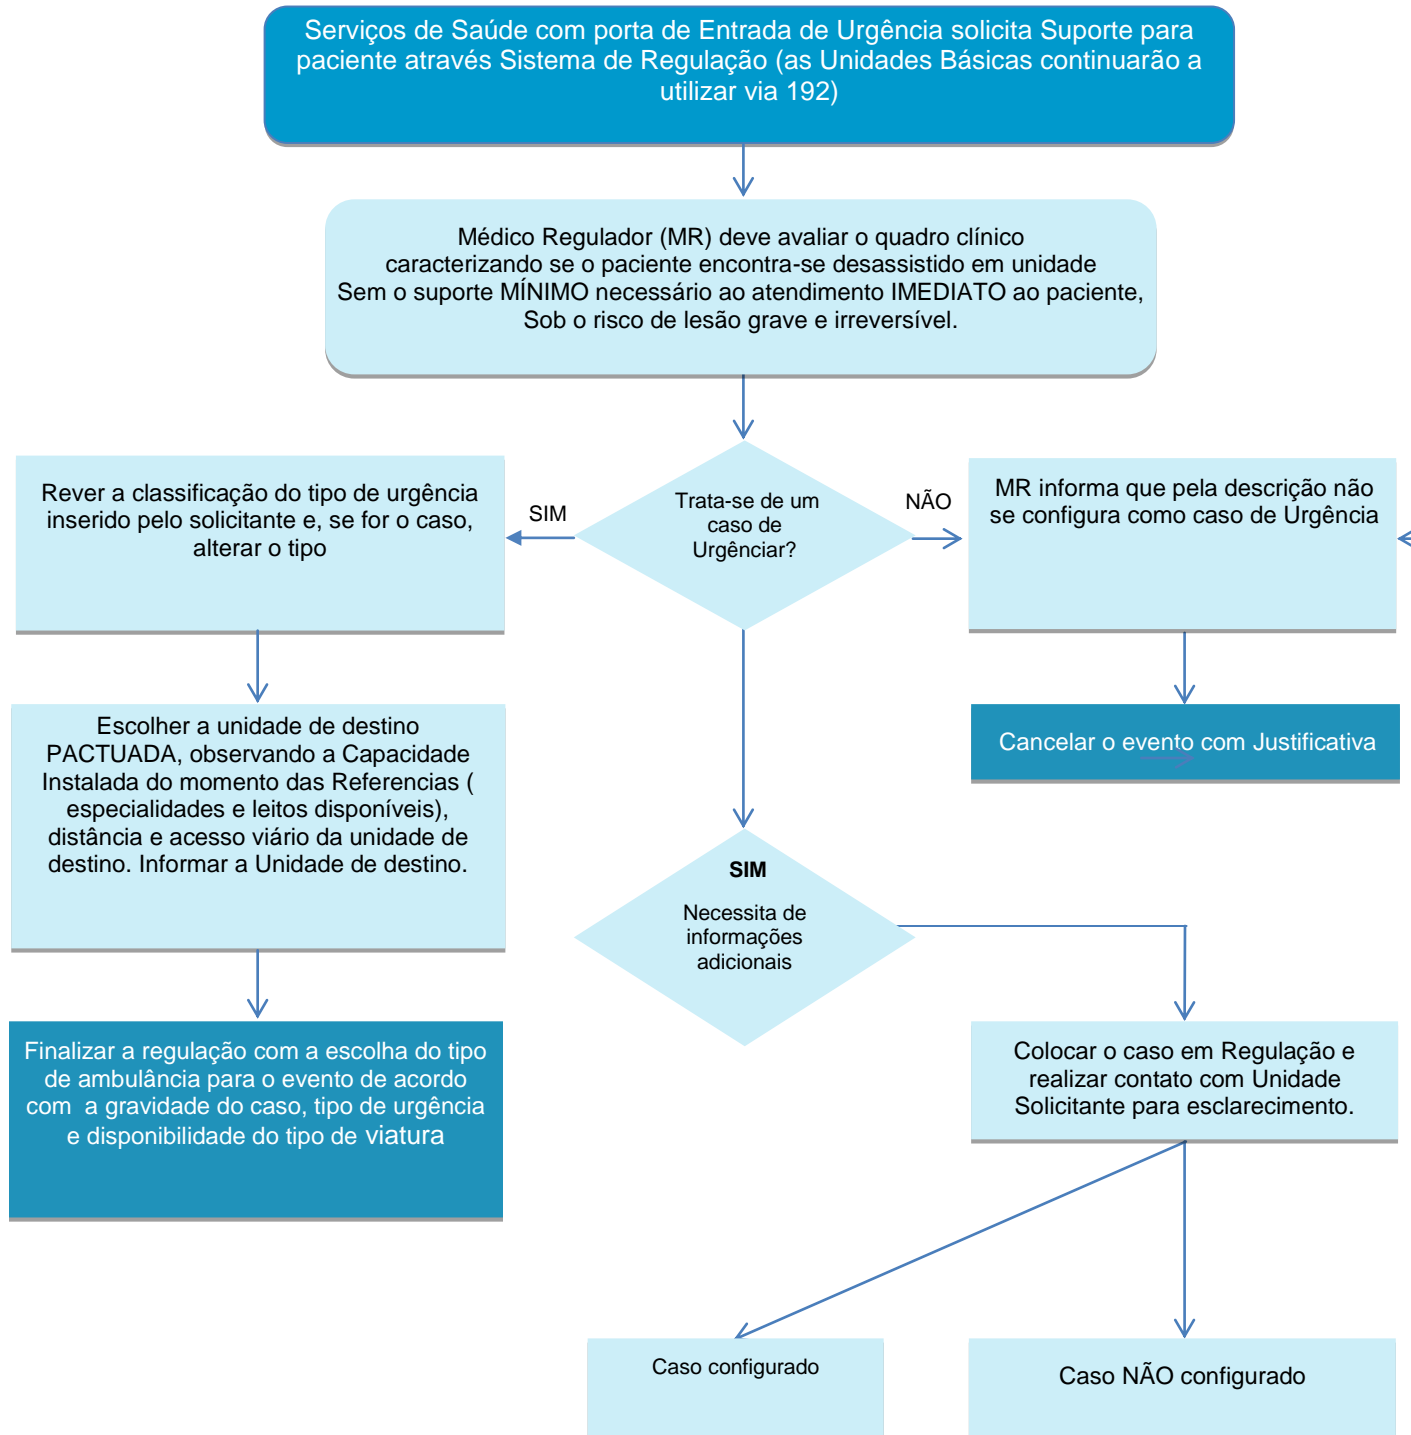 Serviços de Saúde com porta de Entrada de Urgência solicita Suporte para
paciente através Sistema de Regulação (as Unidades Básicas continuarão a
utilizar via 192)
Médico Regulador (MR) deve avaliar o quadro clínico
caracterizando se o paciente encontra-se desassistido em unidade
Sem o suporte MÍNIMO necessário ao atendimento IMEDIATO ao paciente,
Sob o risco de lesão grave e irreversível.
Rever a classificação do tipo de urgência
inserido pelo solicitante e, se for o caso,
alterar o tipo
SIM
Trata-se de um
caso de
Urgênciar?
NÃO
MR informa que pela descrição não
se configura como caso de Urgência
Escolher a unidade de destino
PACTUADA, observando a Capacidade
Instalada do momento das Referencias (
especialidades e leitos disponíveis),
distância e acesso viário da unidade de
destino. Informar a Unidade de destino.
Cancelar o evento com Justificativa
SIM
Necessita de
informações
adicionais
Finalizar a regulação com a escolha do tipo
de ambulância para o evento de acordo
com a gravidade do caso, tipo de urgência
e disponibilidade do tipo de viatura
Colocar o caso em Regulação e
realizar contato com Unidade
Solicitante para esclarecimento.
Caso configurado
Caso NÃO configurado